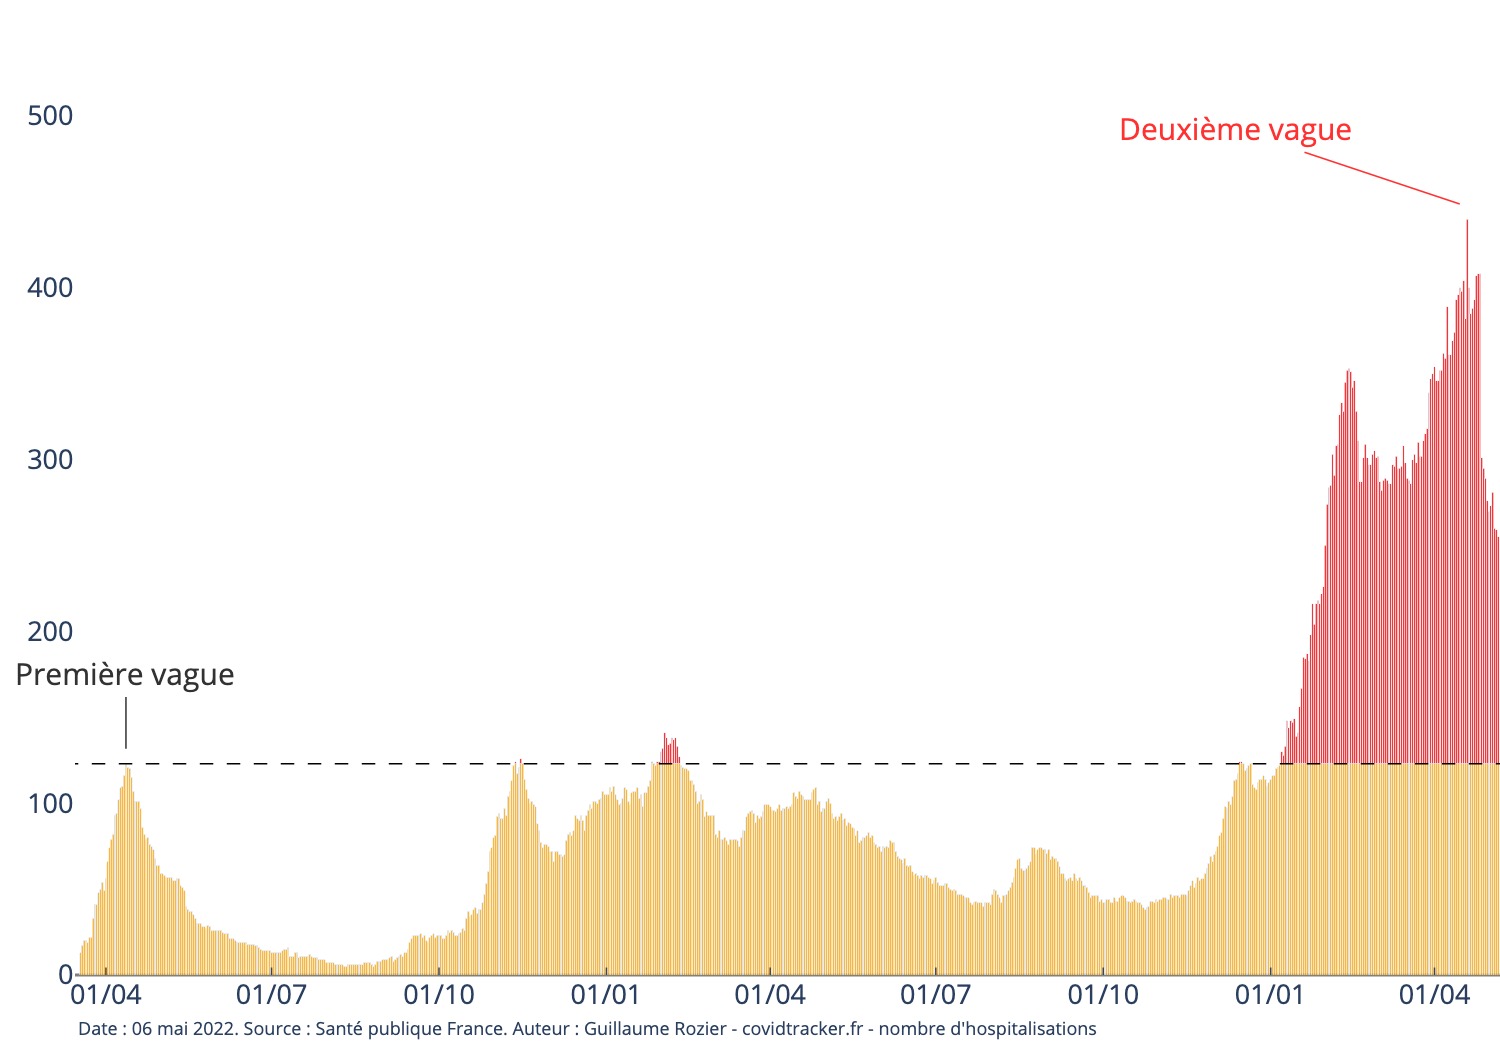 500
Deuxième vague
400
300
200
Première vague
100
0
01/04 01/07 01/10 01/01 01/04 01/07 01/10 01/01 01/04
Date : 06 mai 2022. Source : Santé publique France. Auteur : Guillaume Rozier - covidtracker.fr - nombre d'hospitalisations